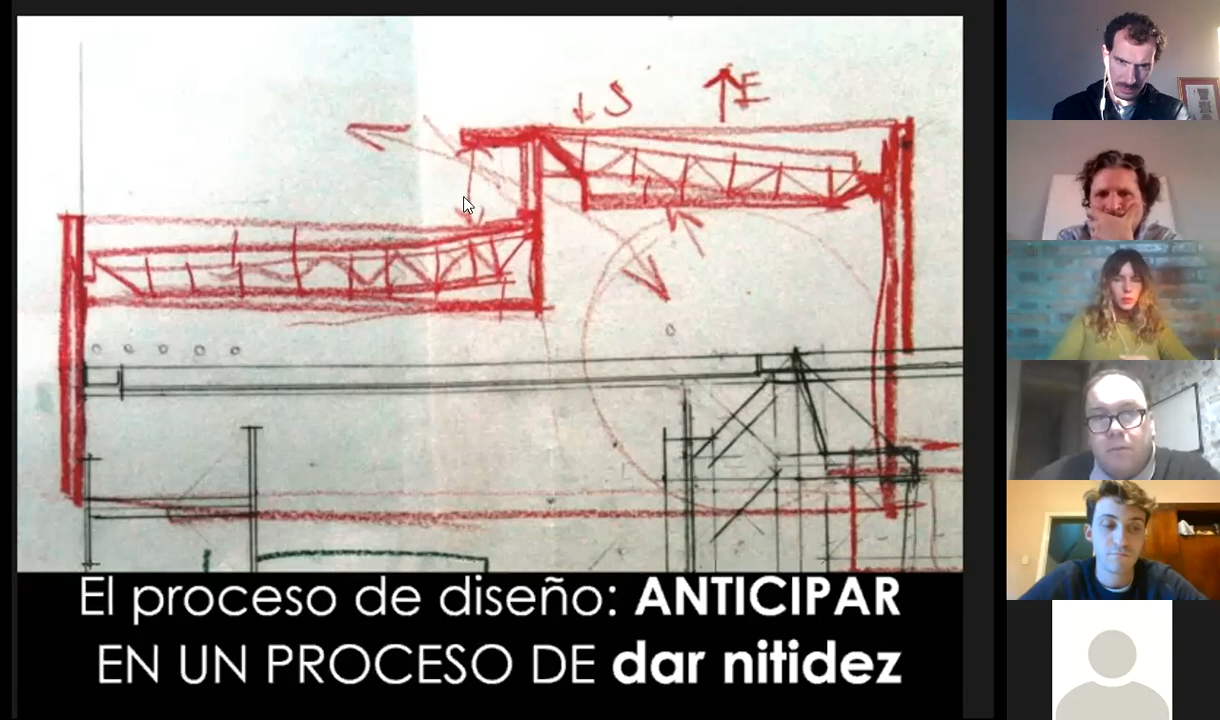 S
E
El proceso de diseño: ANTICIPAR
EN UN PROCESO DE dar nitidez